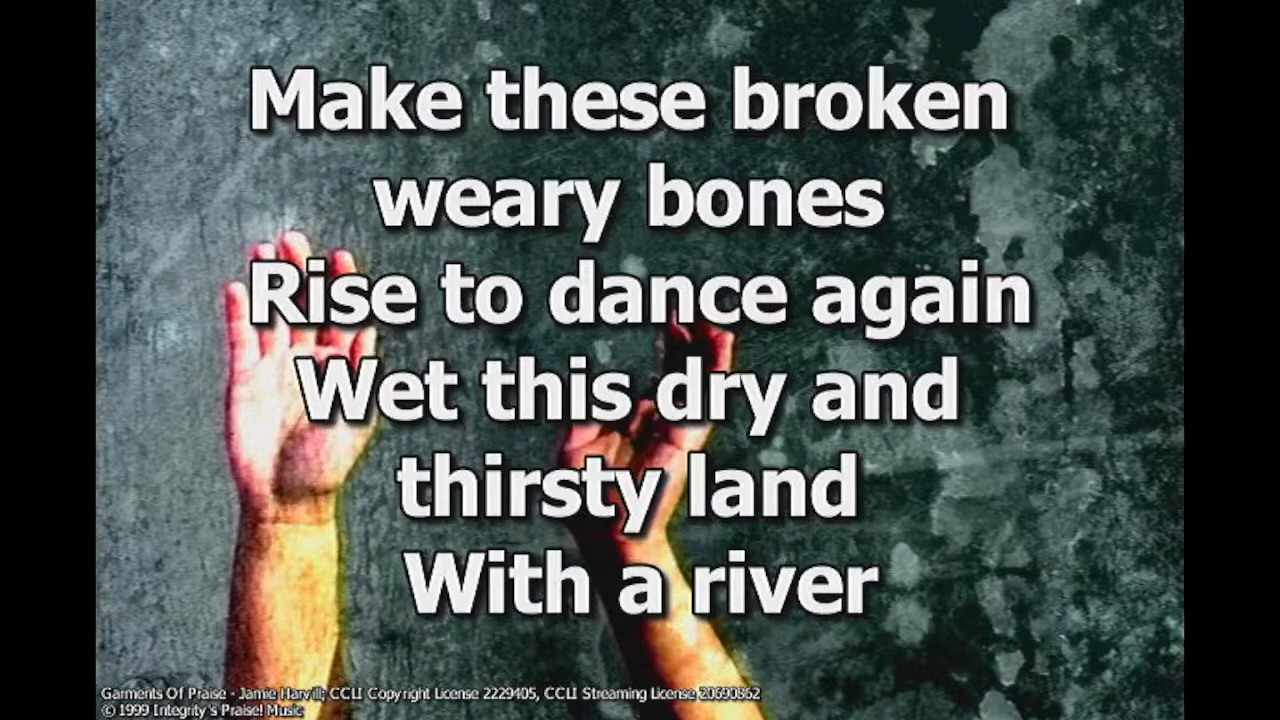 Make these broken
weary bones
Rise to dance again
Wet this dry and
thirsty land
With a river
Garments Of Praise - Jamie Harvill; CCLI Copyright License 2229405, CCLI Streaming License 20690862
© 1999 Integrity's Praise! Music